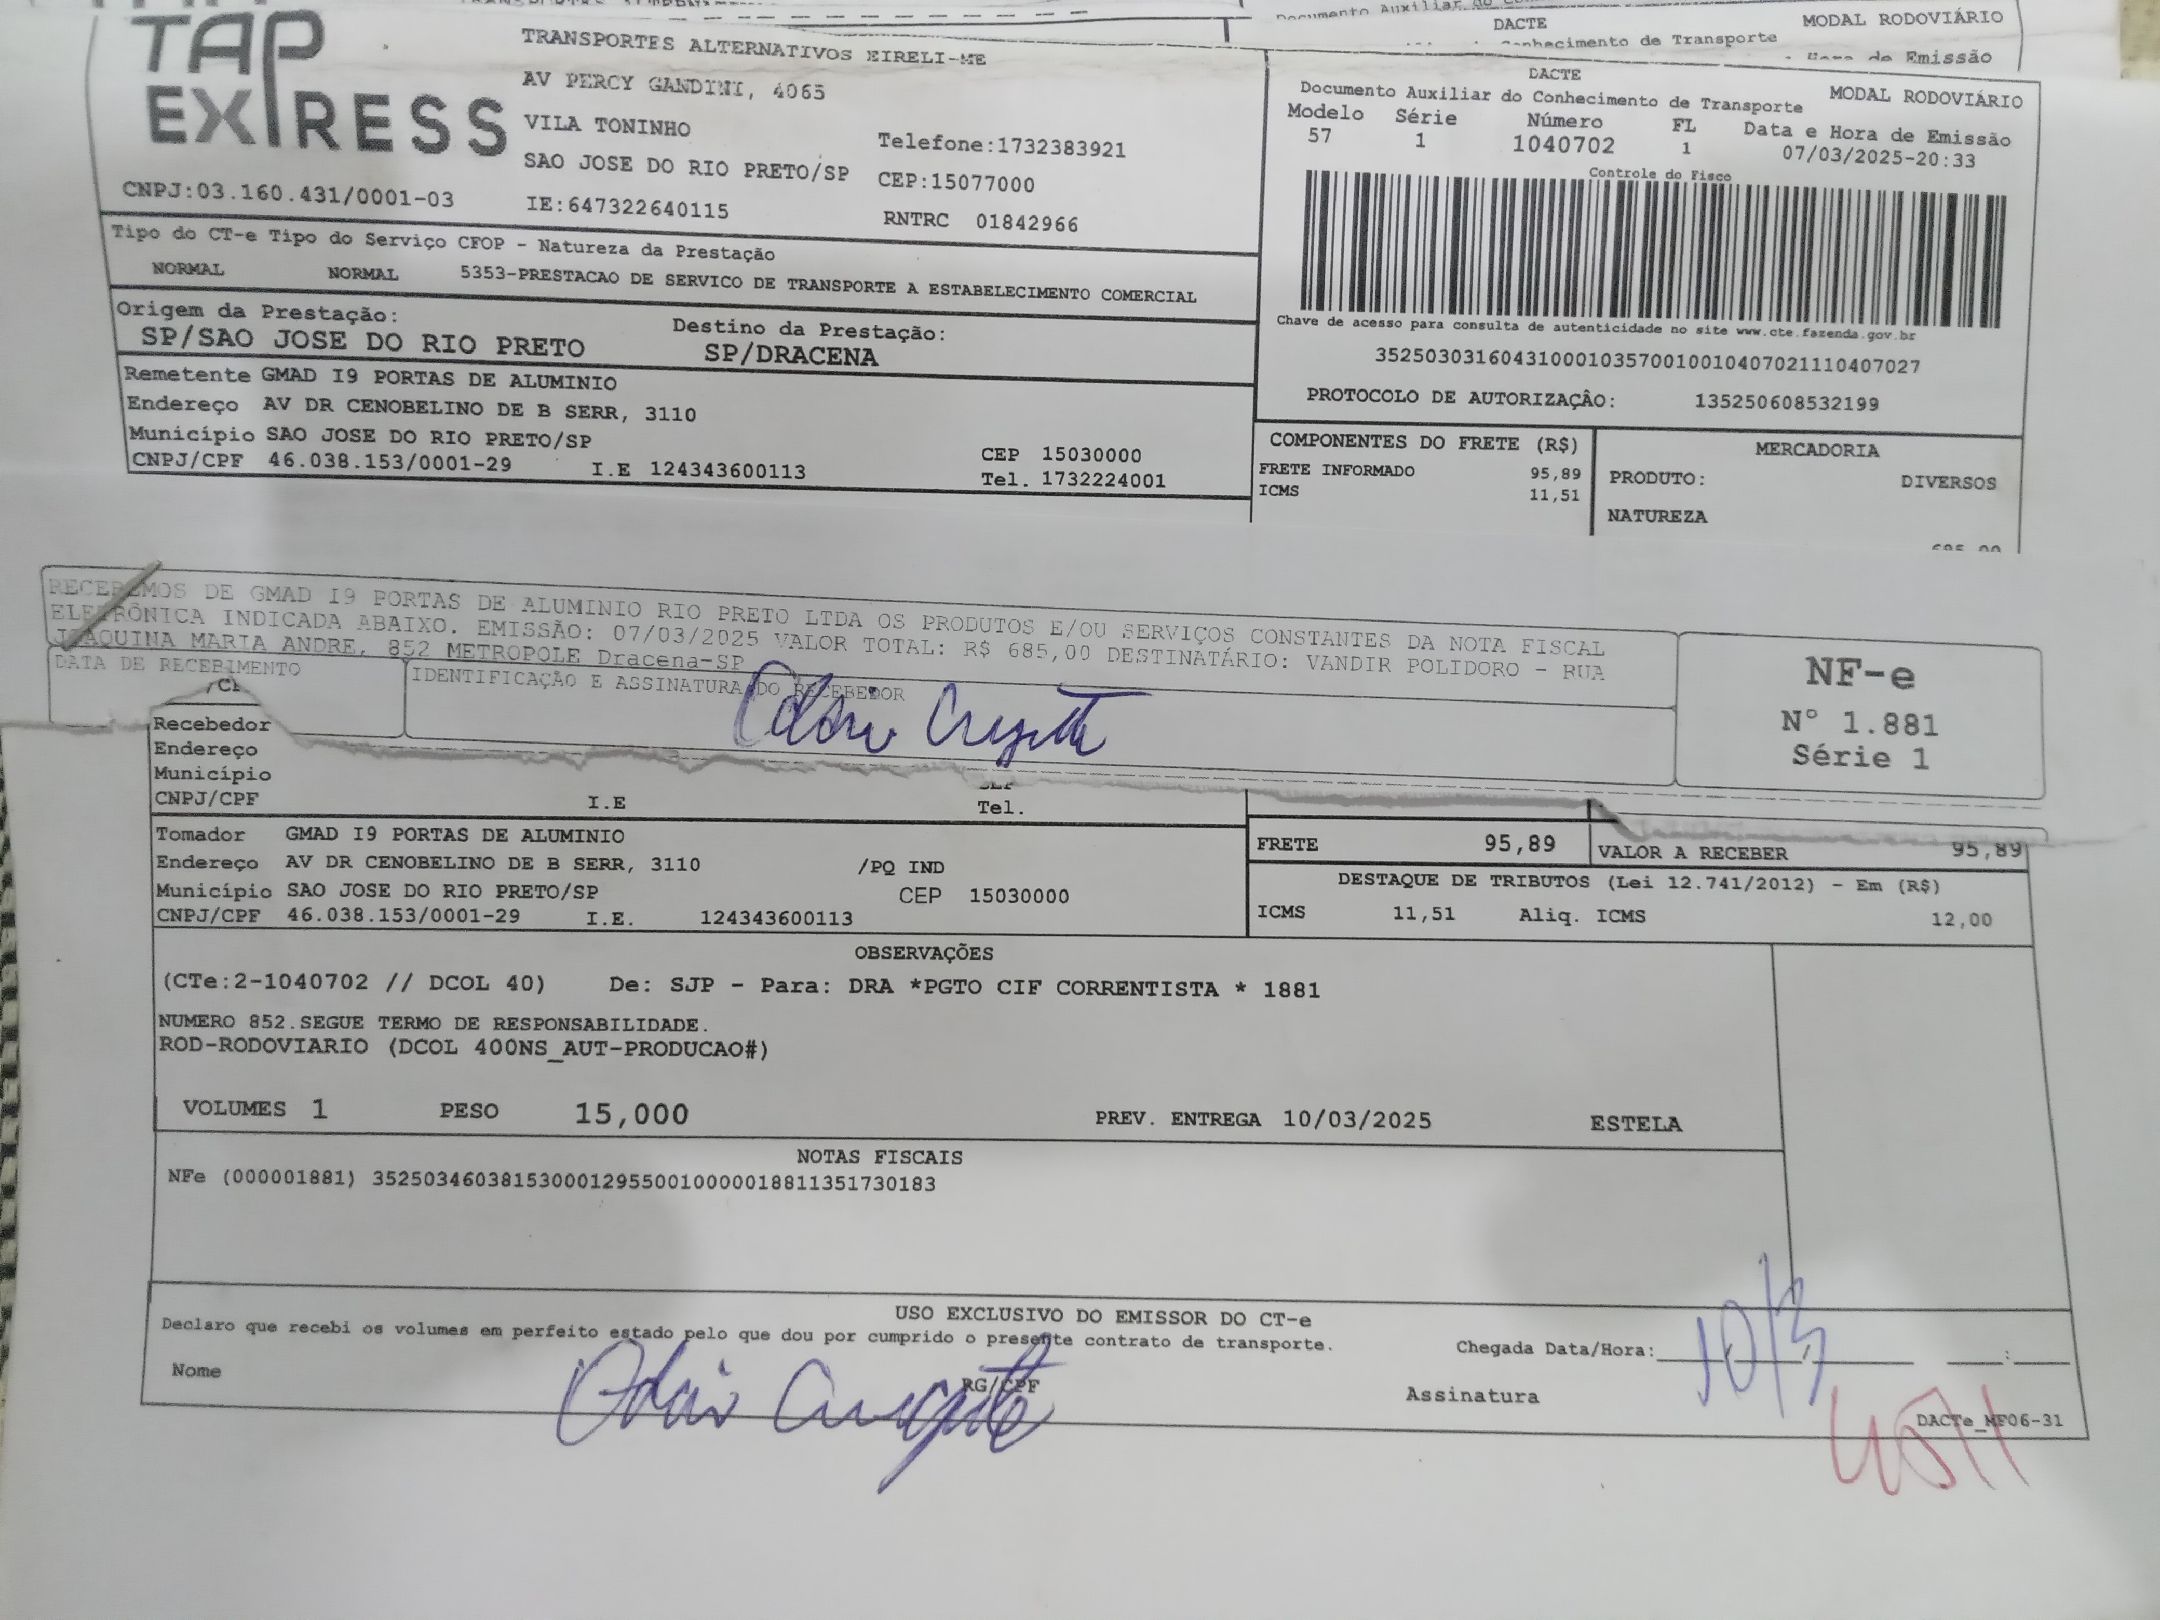 Documento Auxiliar do
DACTE
MODAL RODOVIÁRIO
Conhecimento de Transporte
Hora de Emissão
TAP EXPRESS
TRANSPORTES ALTERNATIVOS EIRELI-ME
AV PERCY GANDINI, 4065
VILA TONINHO
Telefone:1732383921
SAO JOSE DO RIO PRETO/SP
CEP:15077000
CNPJ:03.160.431/0001-03
IE:647322640115
RNTRC 01842966
DACTE
Documento Auxiliar do Conhecimento de Transporte
MODAL RODOVIÁRIO
Modelo Série Número FL Data e Hora de Emissão
57 1 1040702 1 07/03/2025-20:33
Controle do Fisco
Chave de acesso para consulta de autenticidade no site www.cte.fazenda.gov.br
35250303160431000103570010010407021110407027
PROTOCOLO DE AUTORIZAÇÂO: 135250608532199
Tipo do CT-e Tipo do Serviço CFOP - Natureza da Prestação
NORMAL NORMAL 5353-PRESTACAO DE SERVICO DE TRANSPORTE A ESTABELECIMENTO COMERCIAL
Origem da Prestação: Destino da Prestação:
SP/SAO JOSE DO RIO PRETO SP/DRACENA
Remetente GMAD I9 PORTAS DE ALUMINIO
Endereço AV DR CENOBELINO DE B SERR, 3110
Município SAO JOSE DO RIO PRETO/SP CEP 15030000
CNPJ/CPF 46.038.153/0001-29 I.E 124343600113 Tel. 1732224001
COMPONENTES DO FRETE (R$)
FRETE INFORMADO 95,89
ICMS 11,51
MERCADORIA
PRODUTO: DIVERSOS
NATUREZA
RECEBEMOS DE GMAD I9 PORTAS DE ALUMINIO RIO PRETO LTDA OS PRODUTOS E/OU SERVIÇOS CONSTANTES DA NOTA FISCAL
ELETRÔNICA INDICADA ABAIXO. EMISSÃO: 07/03/2025 VALOR TOTAL: R$ 685,00 DESTINATÁRIO: VANDIR POLIDORO - RUA
JOAQUINA MARIA ANDRE, 852 METROPOLE Dracena-SP
DATA DE RECEBIMENTO
IDENTIFICAÇÃO E ASSINATURA DO RECEBEDOR
NF-e
Nº 1.881
Série 1
Recebedor
Endereço
Município
CNPJ/CPF I.E Tel.
Tomador GMAD I9 PORTAS DE ALUMINIO
Endereço AV DR CENOBELINO DE B SERR, 3110 /PQ IND
Município SAO JOSE DO RIO PRETO/SP CEP 15030000
CNPJ/CPF 46.038.153/0001-29 I.E. 124343600113
FRETE 95,89 VALOR A RECEBER 95,89
DESTAQUE DE TRIBUTOS (Lei 12.741/2012) - Em (R$)
ICMS 11,51 Aliq. ICMS 12,00
OBSERVAÇÕES
(CTe:2-1040702 // DCOL 40) De: SJP - Para: DRA *PGTO CIF CORRENTISTA * 1881
NUMERO 852.SEGUE TERMO DE RESPONSABILIDADE.
ROD-RODOVIARIO (DCOL 400NS_AUT-PRODUCAO#)
VOLUMES 1 PESO 15,000 PREV. ENTREGA 10/03/2025 ESTELA
NOTAS FISCAIS
NFe (000001881) 35250346038153000129550010000018811351730183
USO EXCLUSIVO DO EMISSOR DO CT-e
Declaro que recebi os volumes em perfeito estado pelo que dou por cumprido o presente contrato de transporte.
Chegada Data/Hora: 10/3
Nome RG/CPF Assinatura
DACTe_MF06-31